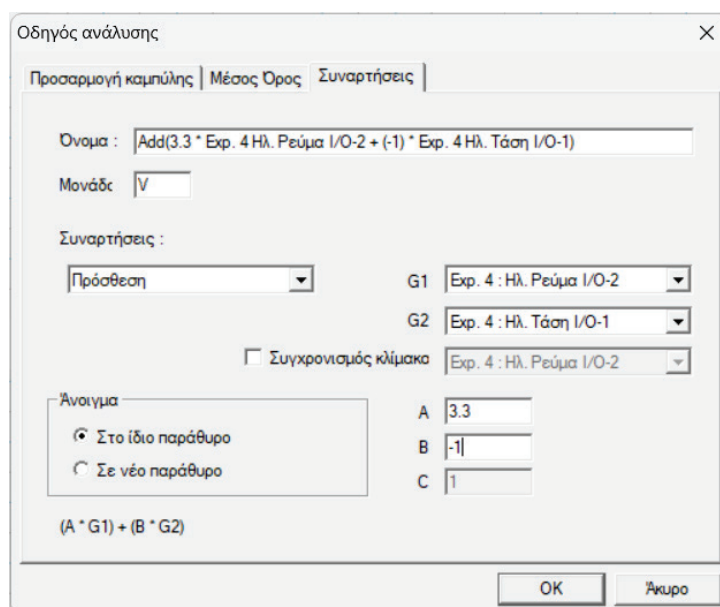 Οδηγός ανάλυσης
Προσαρμογή καμπύλης Μέσος Όρος Συναρτήσεις
Όνομα : Add(3.3 * Exp. 4 Ηλ. Ρεύμα I/O-2 + (-1) * Exp. 4 Ηλ. Τάση I/O-1)
Μονάδς V
Συναρτήσεις :
Πρόσθεση G1 Exp. 4 : Ηλ. Ρεύμα I/O-2
G2 Exp. 4 : Ηλ. Τάση I/O-1
Συγχρονισμός κλίμακα Exp. 4 : Ηλ. Ρεύμα I/O-2
Άνοιγμα
Στο ίδιο παράθυρο
Σε νέο παράθυρο
A 3.3
B -1
C 1
(A * G1) + (B * G2)
OK Άκυρο